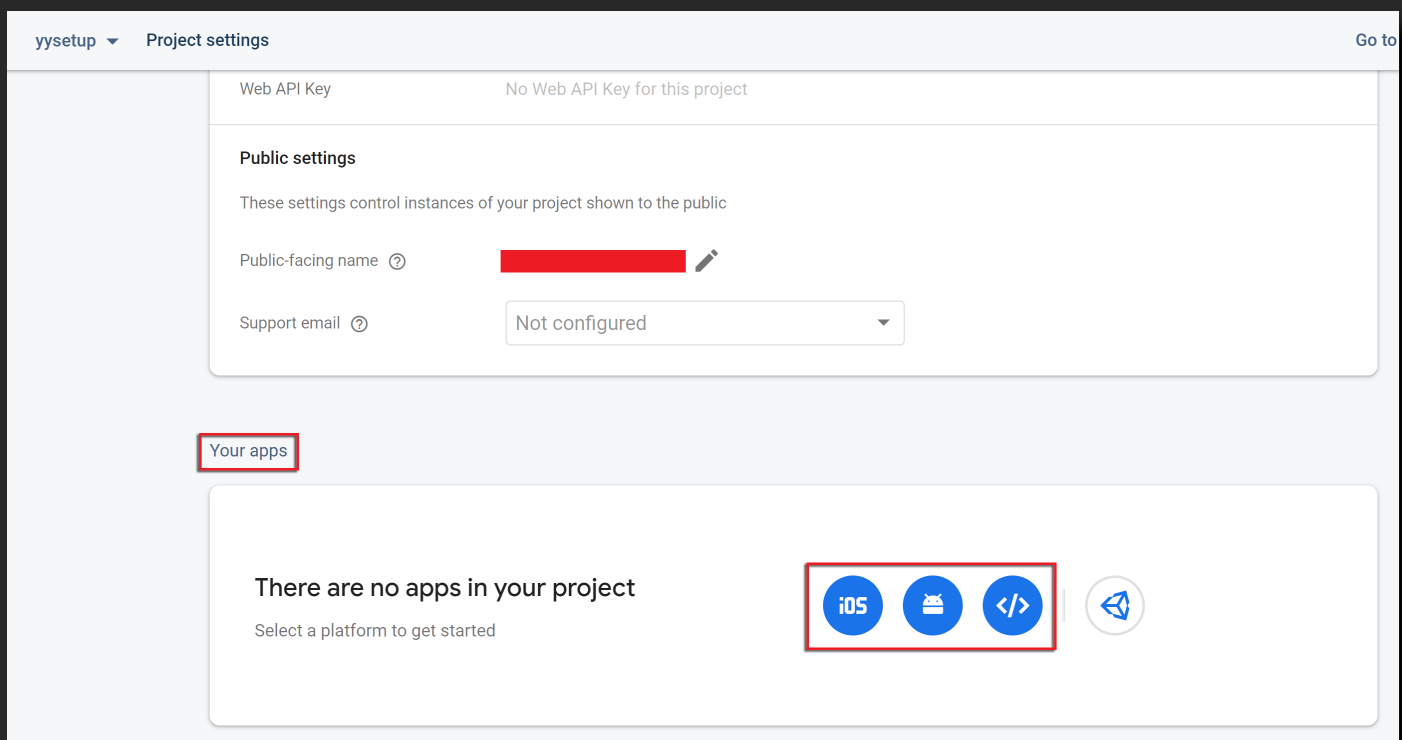 yysetup Project settings Go to
Web API Key No Web API Key for this project
Public settings
These settings control instances of your project shown to the public
Public-facing name ?
Support email ? Not configured
Your apps
There are no apps in your project
iOS </>
Select a platform to get started